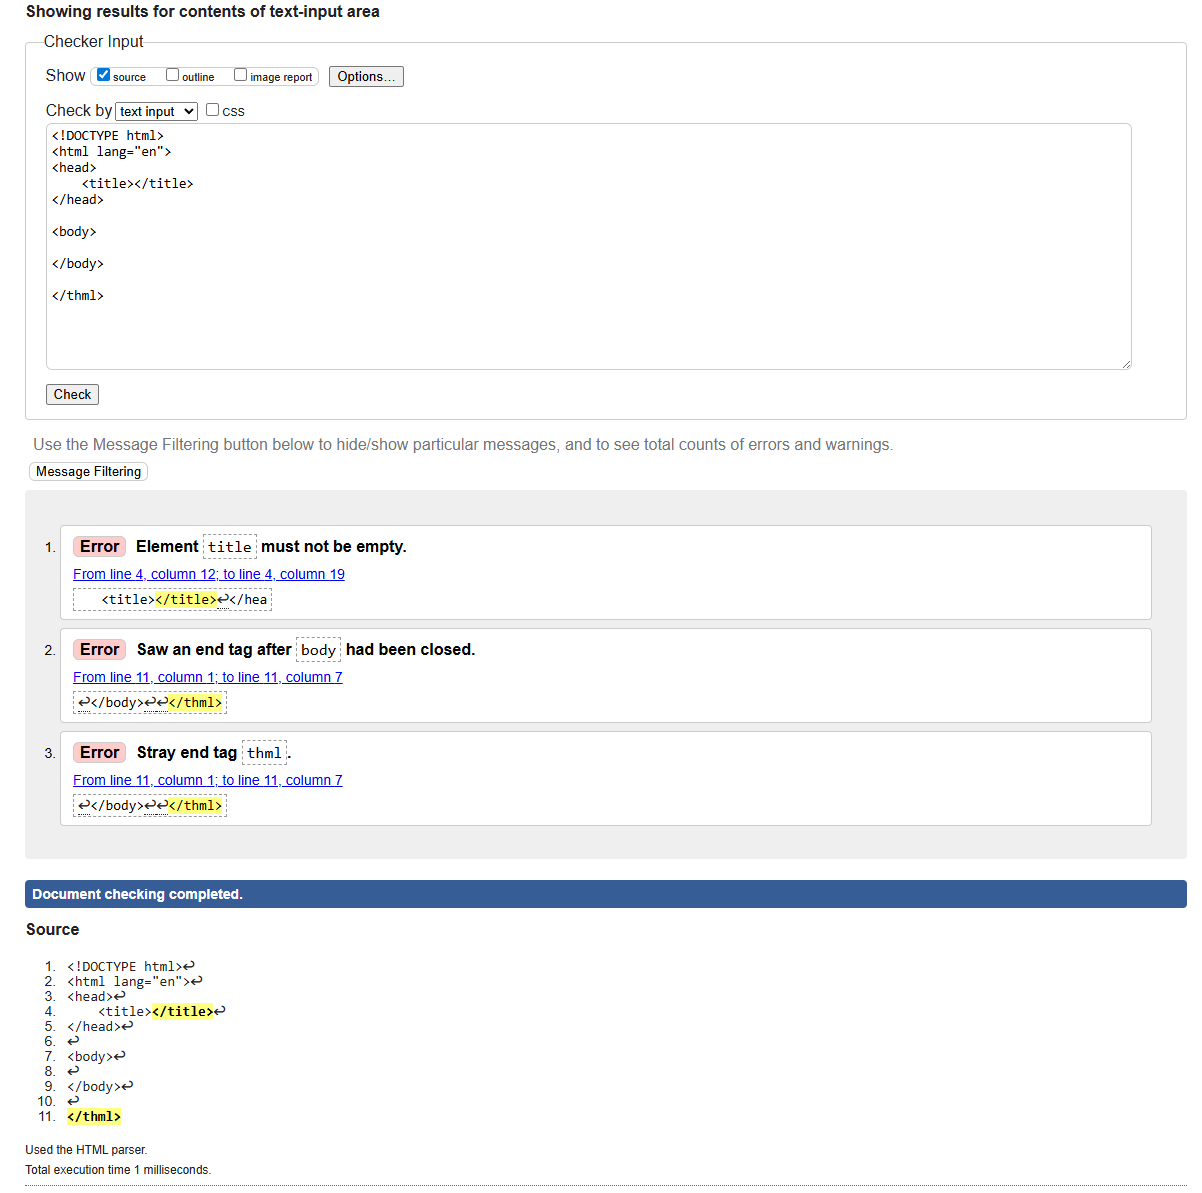 Showing results for contents of text-input area
Checker Input
Show source outline image report Options...
Check by text input css
<!DOCTYPE html>
<html lang="en">
<head>
    <title></title>
</head>
<body>
</body>
</thml>
Check
Use the Message Filtering button below to hide/show particular messages, and to see total counts of errors and warnings.
Message Filtering
1. Error Element title must not be empty.
From line 4, column 12; to line 4, column 19
<title></title>↩</hea
2. Error Saw an end tag after body had been closed.
From line 11, column 1; to line 11, column 7
↩</body>↩↩</thml>
3. Error Stray end tag thml.
From line 11, column 1; to line 11, column 7
↩</body>↩↩</thml>
Document checking completed.
Source
1. <!DOCTYPE html>↩
2. <html lang="en">↩
3. <head>↩
4.     <title></title>↩
5. </head>↩
6. ↩
7. <body>↩
8. ↩
9. </body>↩
10. ↩
11. </thml>
Used the HTML parser.
Total execution time 1 milliseconds.